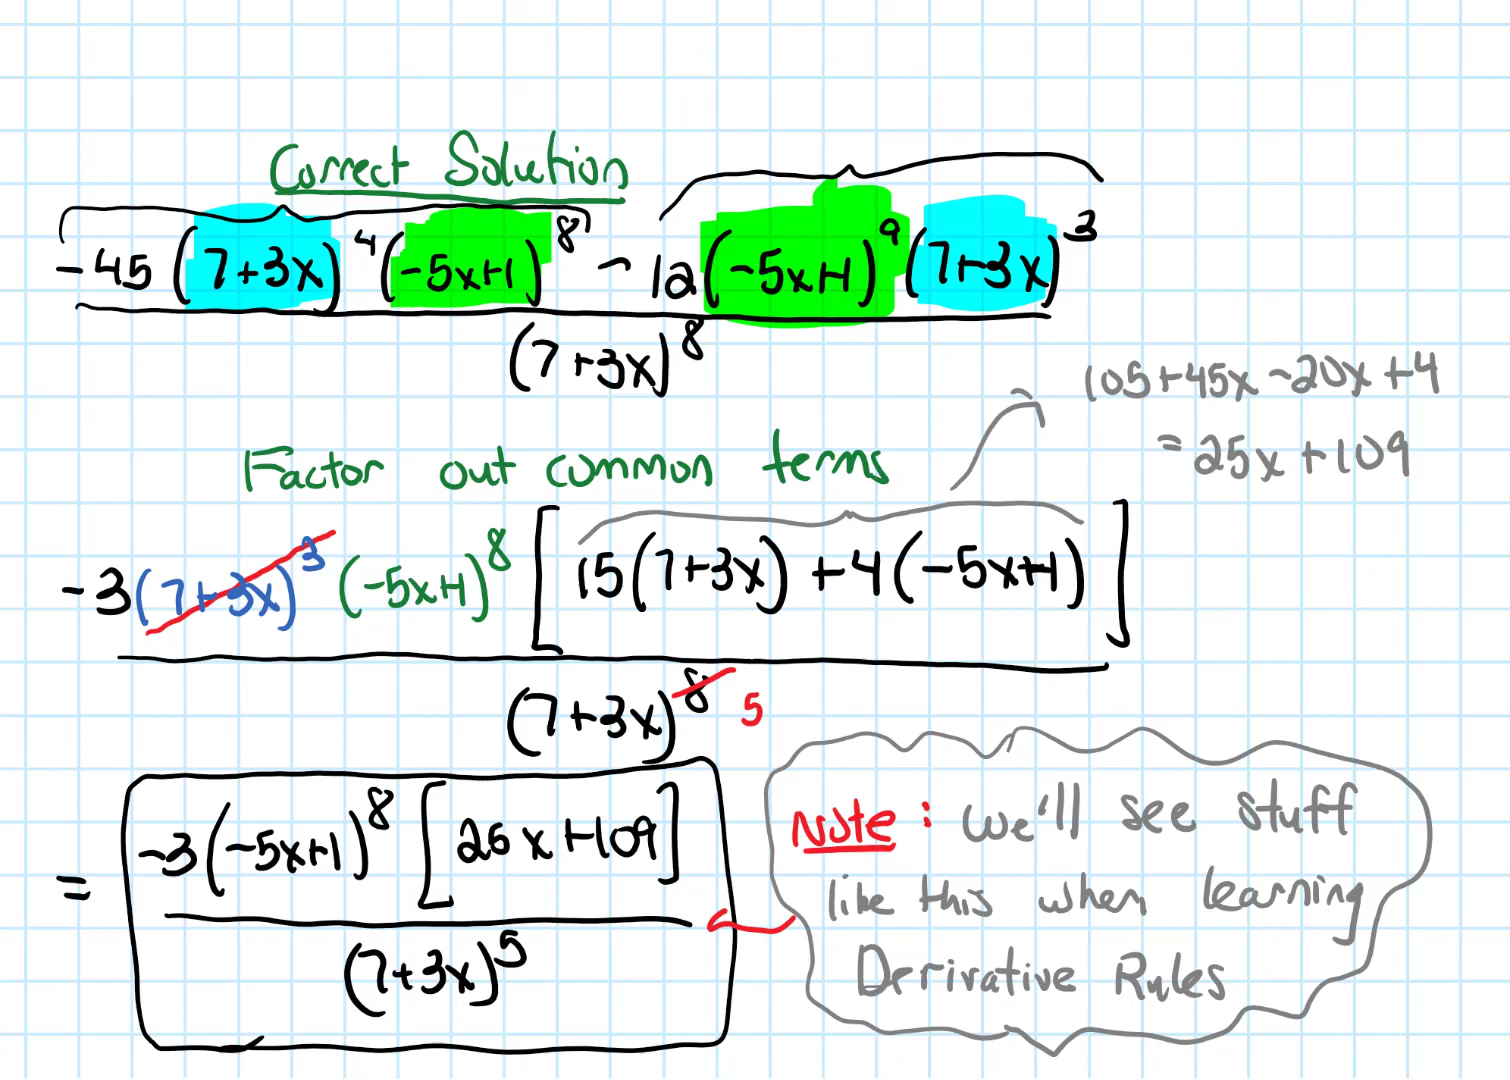 Correct Solution
-45(7+3x)^4(-5x+1)^8 - 12(-5x+1)^9(7+3x)^3
(7+3x)^8
105+45x-20x+4
= 25x+109
Factor out common terms
-3(7+3x)^3(-5x+1)^8[15(7+3x)+4(-5x+1)]
(7+3x)^8 5
= -3(-5x+1)^8[25x+109]
(7+3x)^5
Note: We'll see stuff
like this when learning
Derivative Rules